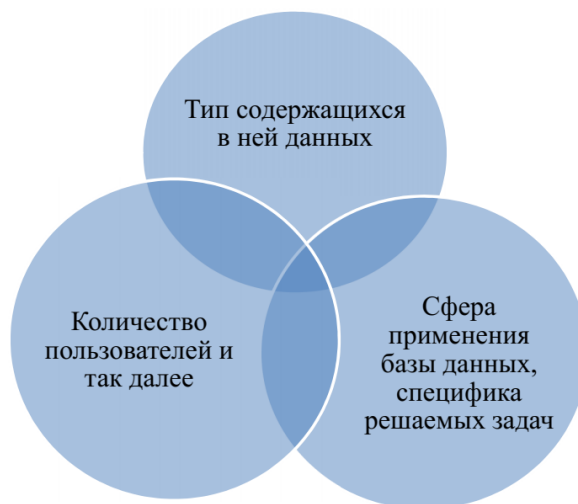 Тип содержащихся
в ней данных
Количество
пользователей и
так далее
Сфера
применения
базы данных,
специфика
решаемых задач